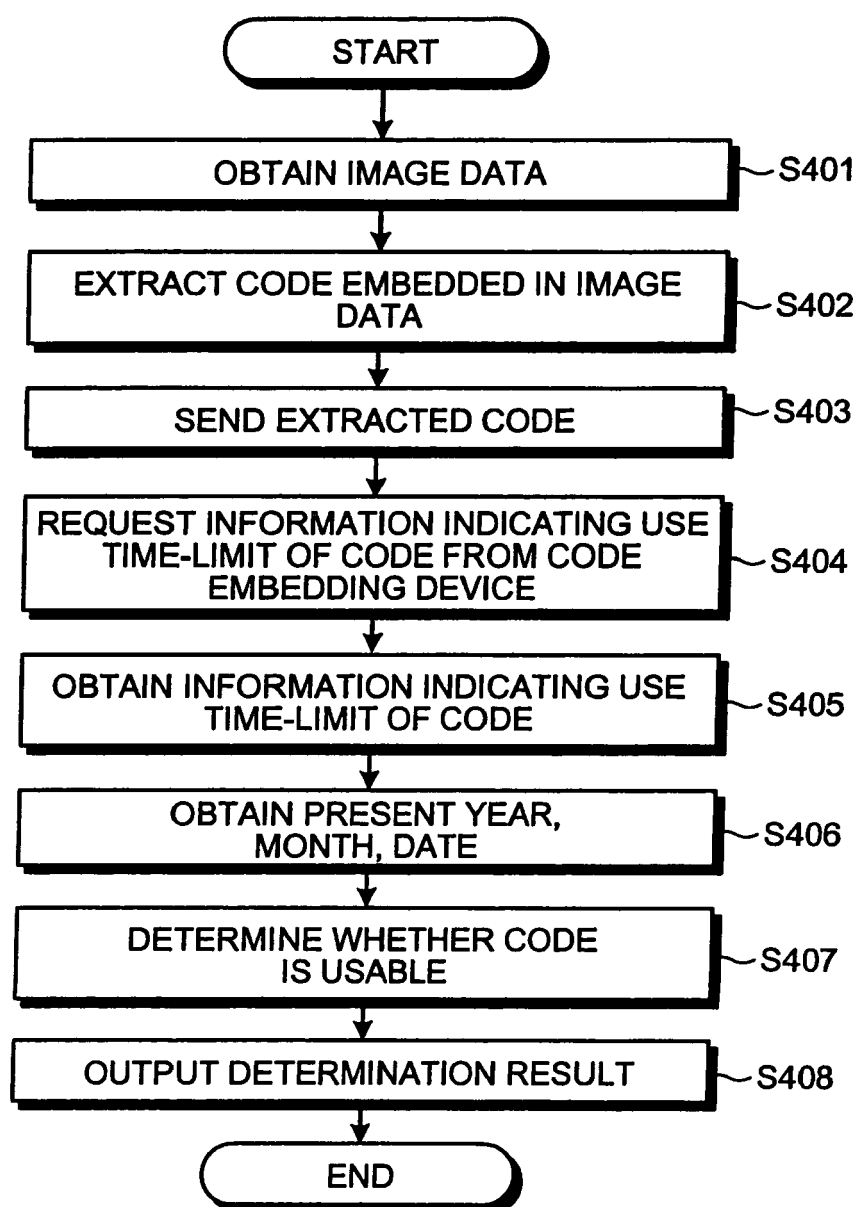 START
OBTAIN IMAGE DATA
S401
EXTRACT CODE EMBEDDED IN IMAGE
DATA
S402
SEND EXTRACTED CODE
S403
REQUEST INFORMATION INDICATING USE
TIME-LIMIT OF CODE FROM CODE
EMBEDDING DEVICE
S404
OBTAIN INFORMATION INDICATING USE
TIME-LIMIT OF CODE
S405
OBTAIN PRESENT YEAR,
MONTH, DATE
S406
DETERMINE WHETHER CODE
IS USABLE
S407
OUTPUT DETERMINATION RESULT
S408
END